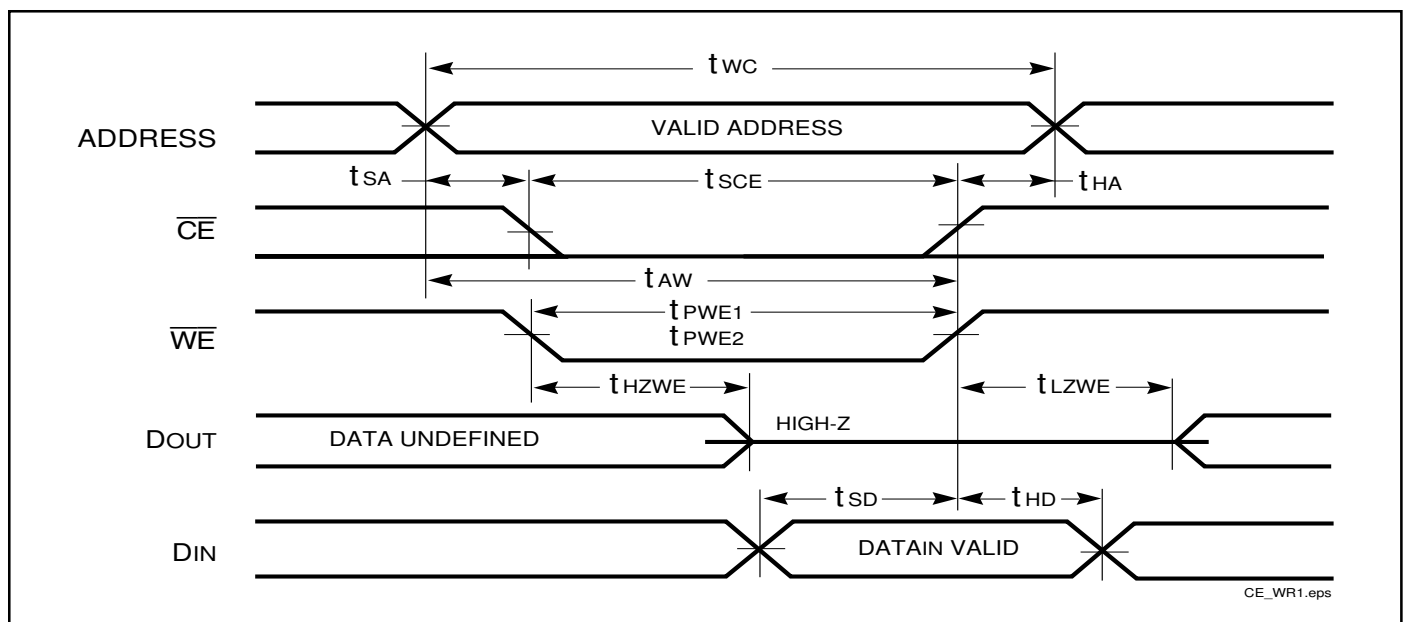 tWC
ADDRESS VALID ADDRESS
tSA tSCE tHA
CE
tAW
tPWE1
WE tPWE2
tHZWE tLZWE
DOUT DATA UNDEFINED HIGH-Z
tSD tHD
DIN DATAIN VALID
CE_WR1.eps